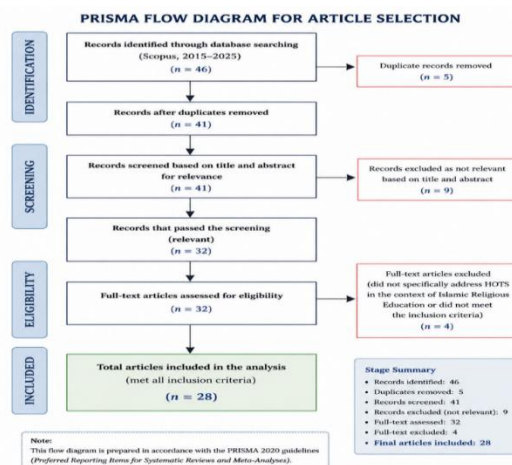 PRISMA FLOW DIAGRAM FOR ARTICLE SELECTION
IDENTIFICATION
Records identified through database searching
(Scopus, 2015–2025)
(n = 46)
Duplicate records removed
(n = 5)
Records after duplicates removed
(n = 41)
SCREENING
Records screened based on title and abstract
for relevance
(n = 41)
Records excluded as not relevant
based on title and abstract
(n = 9)
Records that passed the screening
(relevant)
(n = 32)
ELIGIBILITY
Full-text articles assessed for eligibility
(n = 32)
Full-text articles excluded
(did not specifically address HOTS
in the context of Islamic Religious
Education or did not meet
the inclusion criteria)
(n = 4)
INCLUDED
Total articles included in the analysis
(met all inclusion criteria)
(n = 28)
Stage Summary
• Records identified: 46
• Duplicates removed: 5
• Records screened: 41
• Records excluded (not relevant): 9
• Full-text assessed: 32
• Full-text excluded: 4
• Final articles included: 28
Note:
This flow diagram is prepared in accordance with the PRISMA 2020 guidelines
(Preferred Reporting Items for Systematic Reviews and Meta-Analyses).